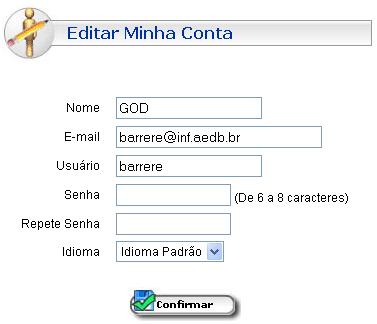 Editar Minha Conta
Nome GOD
E-mail barrere@inf.aedb.br
Usuário barrere
Senha (De 6 a 8 caracteres)
Repete Senha
Idioma Idioma Padrão
Confirmar